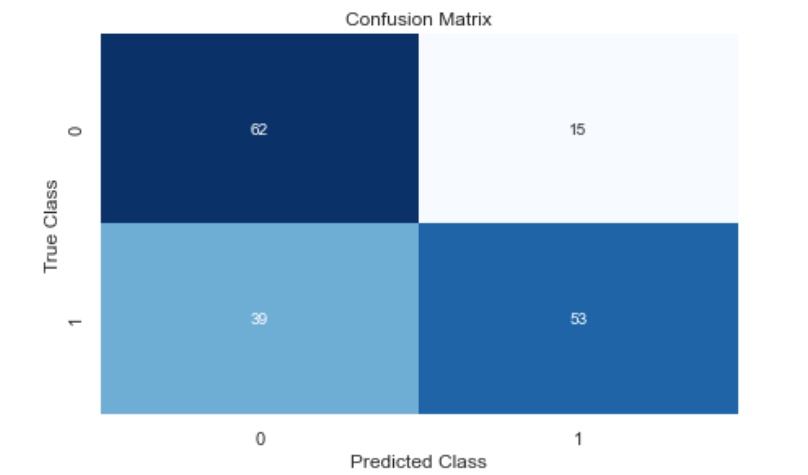 Confusion Matrix
0
62
15
True Class
1
39
53
0
1
Predicted Class